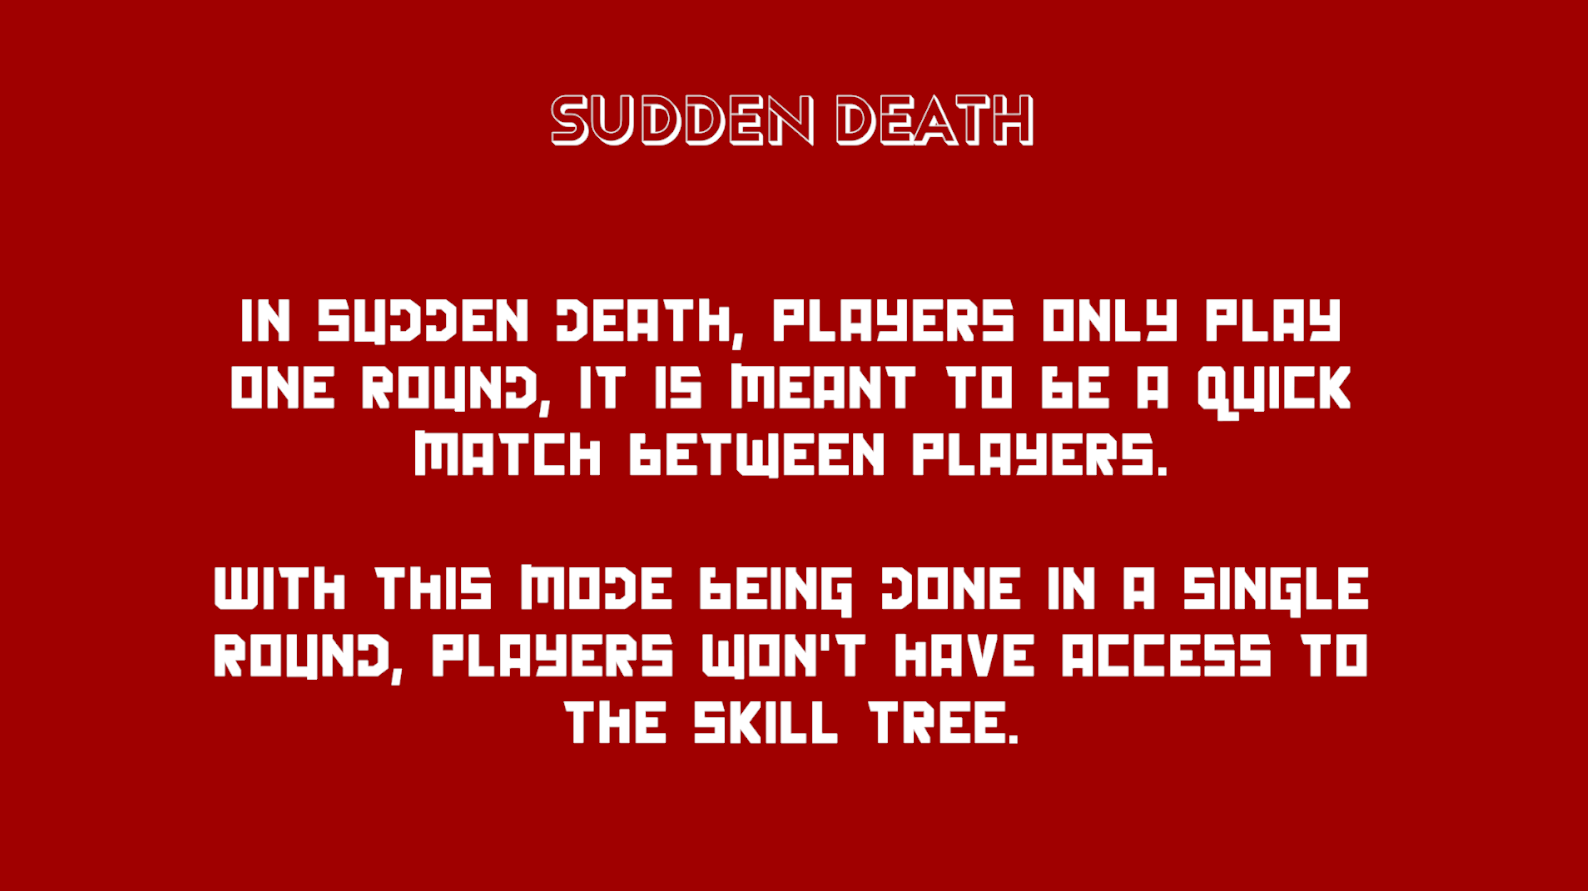 SUDDEN DEATH
IN SUDDEN DEATH, PLAYERS ONLY PLAY
ONE ROUND, IT IS MEANT TO BE A QUICK
MATCH BETWEEN PLAYERS.
WITH THIS MODE BEING DONE IN A SINGLE
ROUND, PLAYERS WON'T HAVE ACCESS TO
THE SKILL TREE.